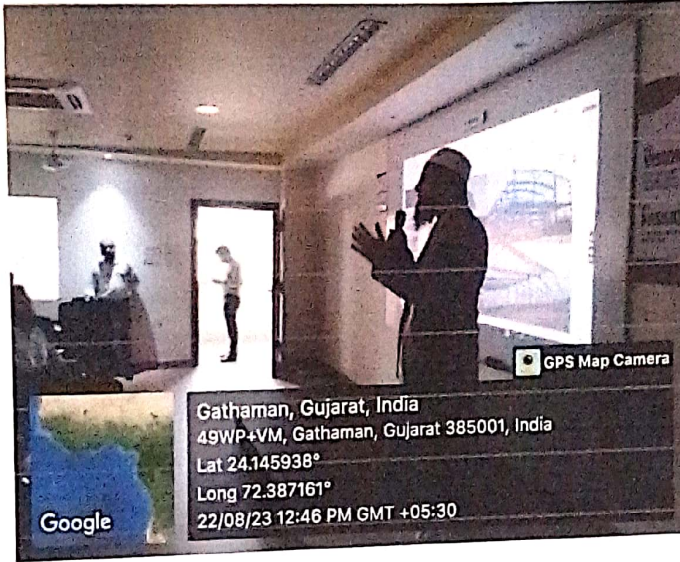 GPS Map Camera
Gathaman, Gujarat, India
49WP+VM, Gathaman, Gujarat 385001, India
Lat 24.145938°
Long 72.387161°
22/08/23 12:46 PM GMT +05:30
Google